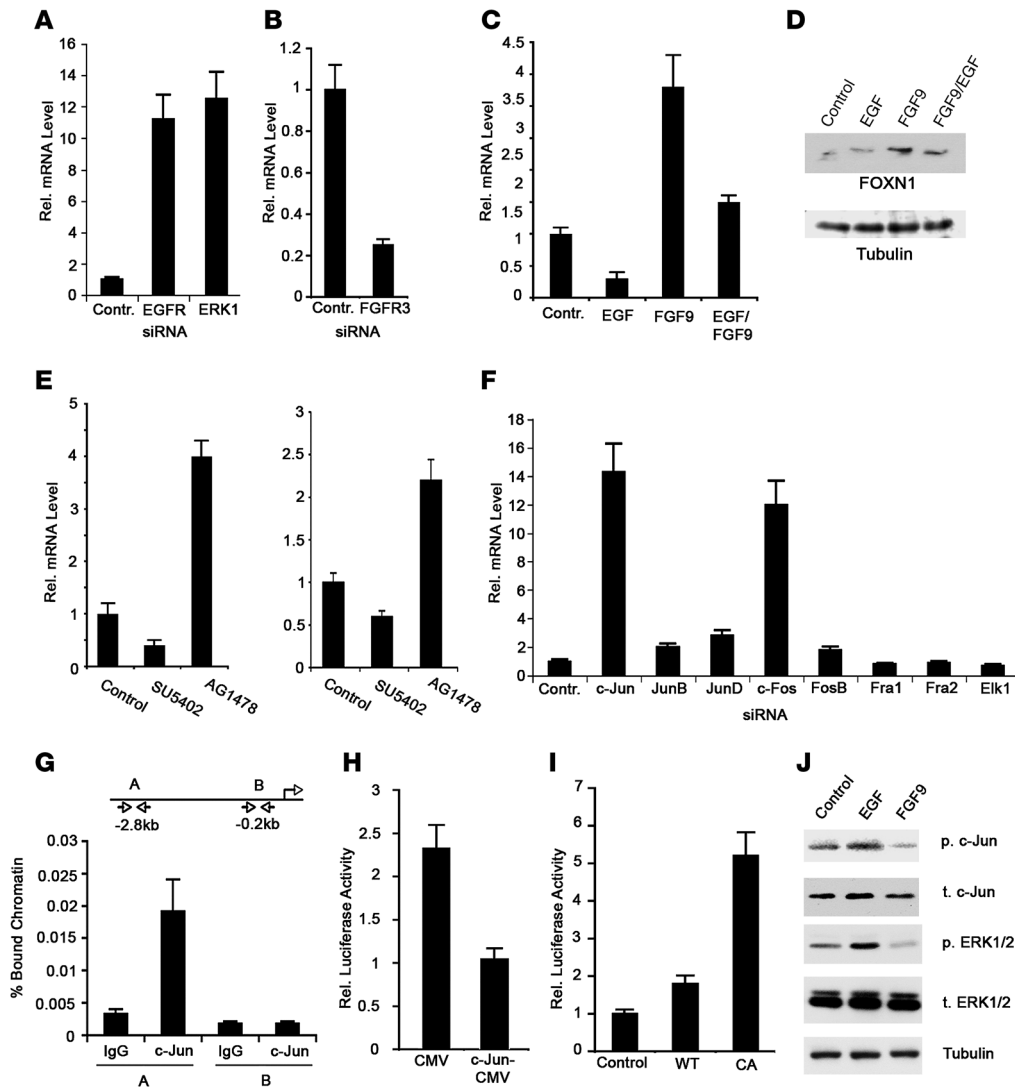 A
Rel. mRNA Level
16
14
12
10
8
6
4
2
0
Contr. EGFR ERK1
siRNA
B
Rel. mRNA Level
1.2
1
0.8
0.6
0.4
0.2
0
Contr. FGFR3
siRNA
C
Rel. mRNA Level
4.5
4
3.5
2.5
2
1.5
1
0.5
0
Contr. EGF FGF9 EGF/
FGF9
D
Control EGF FGF9 FGF9/EGF
FOXN1
Tubulin
E
Rel. mRNA Level
5
4
3
2
1
0
Control SU5402 AG1478
3
2.5
2
1.5
1
0.5
0
Control SU5402 AG1478
F
Rel. mRNA Level
18
16
14
12
10
8
6
4
2
0
Contr. c-Jun JunB JunD c-Fos FosB Fra1 Fra2 Elk1
siRNA
G
A B
-2.8kb -0.2kb
% Bound Chromatin
0.03
0.025
0.02
0.015
0.01
0.005
0
IgG c-Jun IgG c-Jun
A B
H
Rel. Luciferase Activity
3
2.5
2
1.5
1
0.5
0
CMV c-Jun-
CMV
I
Rel. Luciferase Activity
7
6
5
4
3
2
1
0
Control WT CA
J
Control EGF FGF9
p. c-Jun
t. c-Jun
p. ERK1/2
t. ERK1/2
Tubulin